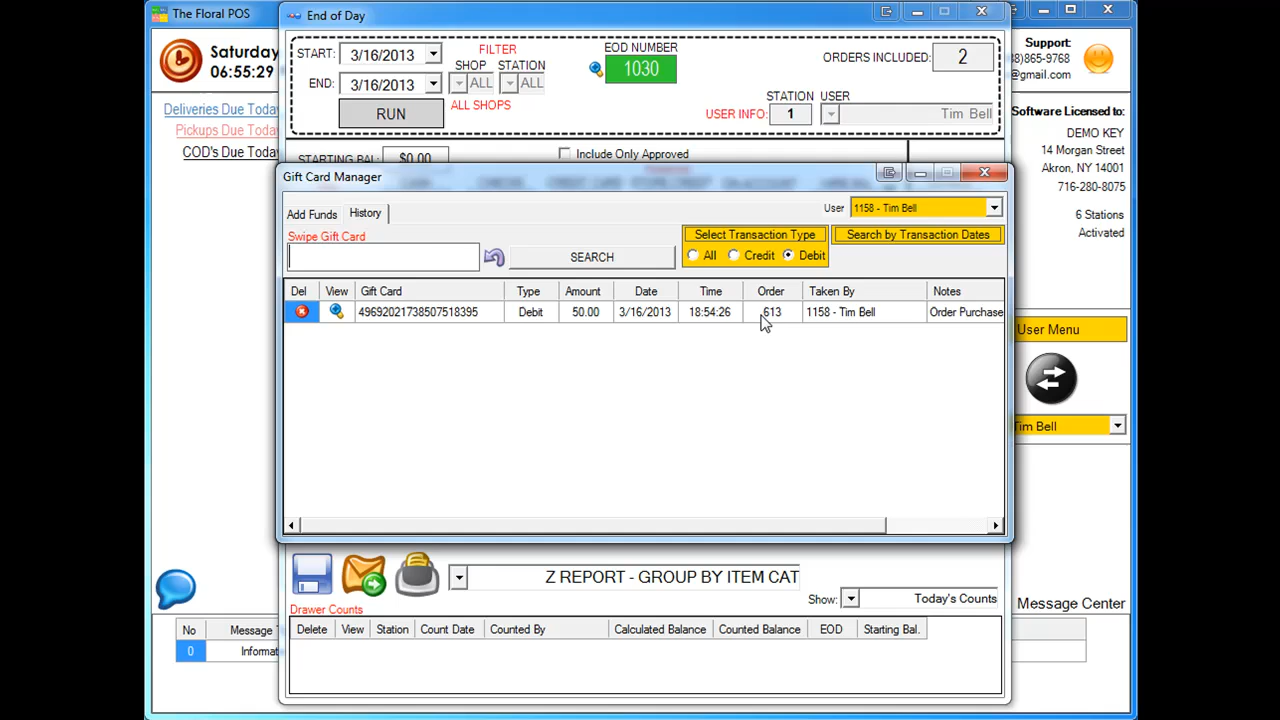 The Floral POS
End of Day
Saturday
06:55:29
START: 3/16/2013
END: 3/16/2013
RUN
FILTER
SHOP STATION
ALL ALL
ALL SHOPS
EOD NUMBER
1030
ORDERS INCLUDED: 2
STATION USER
USER INFO: 1 Tim Bell
Support:
865-9768
@gmail.com
Deliveries Due Toda
Pickups Due Toda
COD's Due Toda
Software Licensed to:
DEMO KEY
14 Morgan Street
Akron, NY 14001
716-280-8075
6 Stations
Activated
STARTING BAL: $0.00
Include Only Approved
Gift Card Manager
Add Funds History
User 1158 - Tim Bell
Swipe Gift Card
SEARCH
Select Transaction Type
All Credit Debit
Search by Transaction Dates
Del View Gift Card Type Amount Date Time Order Taken By Notes
49692021738507518395 Debit 50.00 3/16/2013 18:54:26 613 1158 - Tim Bell Order Purchase
User Menu
Tim Bell
Z REPORT - GROUP BY ITEM CAT
Show: Today's Counts
Drawer Counts
Delete View Station Count Date Counted By Calculated Balance Counted Balance EOD Starting Bal.
Message Center
No Message
0 Informat